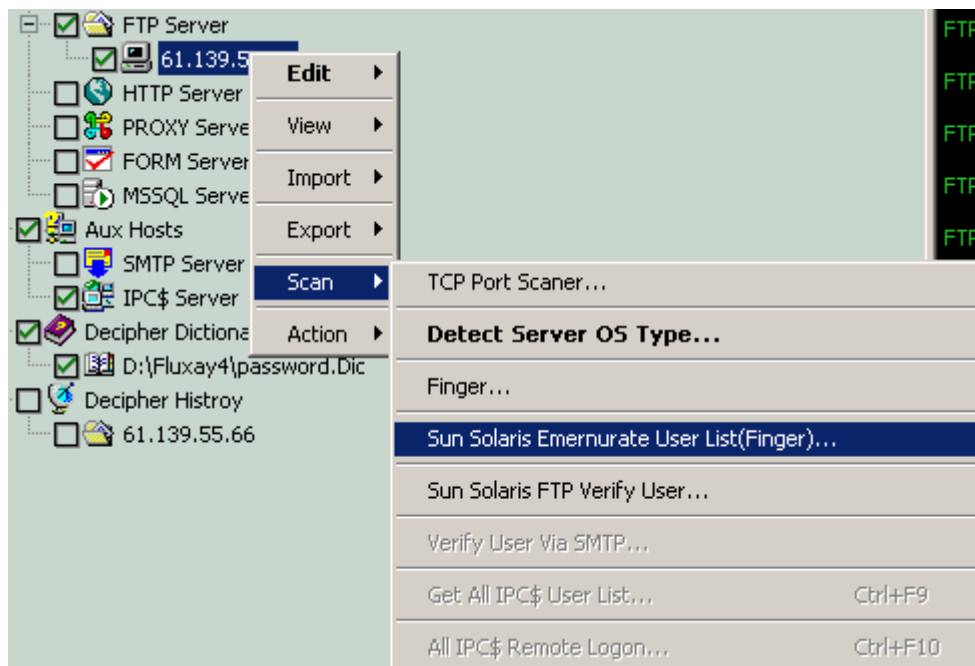 FTP Server
61.139.5
HTTP Server
PROXY Serve
FORM Server
MSSQL Serve
Aux Hosts
SMTP Server
IPC$ Server
Decipher Dictiona
D:\Fluxay4\password.Dic
Decipher Histroy
61.139.55.66
Edit
View
Import
Export
Scan
Action
TCP Port Scaner...
Detect Server OS Type...
Finger...
Sun Solaris Emernurate User List(Finger)...
Sun Solaris FTP Verify User...
Verify User Via SMTP...
Get All IPC$ User List... Ctrl+F9
All IPC$ Remote Logon... Ctrl+F10
FTP
FTP
FTP
FTP
FTP